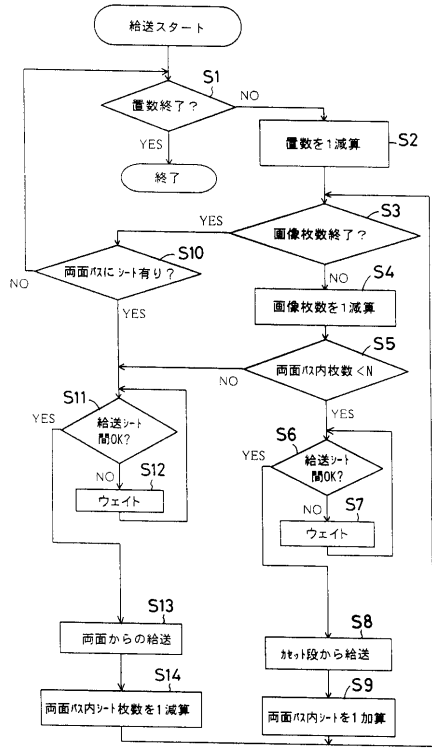 給送スタート
S1
置数終了?
NO
YES
終了
置数を1減算
S2
S3
画像枚数終了?
YES
NO
S10
両面パスにシート有り?
NO
YES
S4
画像枚数を1減算
S5
両面パス内枚数<N
NO
YES
S11
給送シート
間OK?
YES
NO
S12
ウェイト
S6
給送シート
間OK?
YES
NO
S7
ウェイト
S13
両面からの給送
S14
両面パス内シート枚数を1減算
S8
カセット段から給送
S9
両面パス内シートを1加算